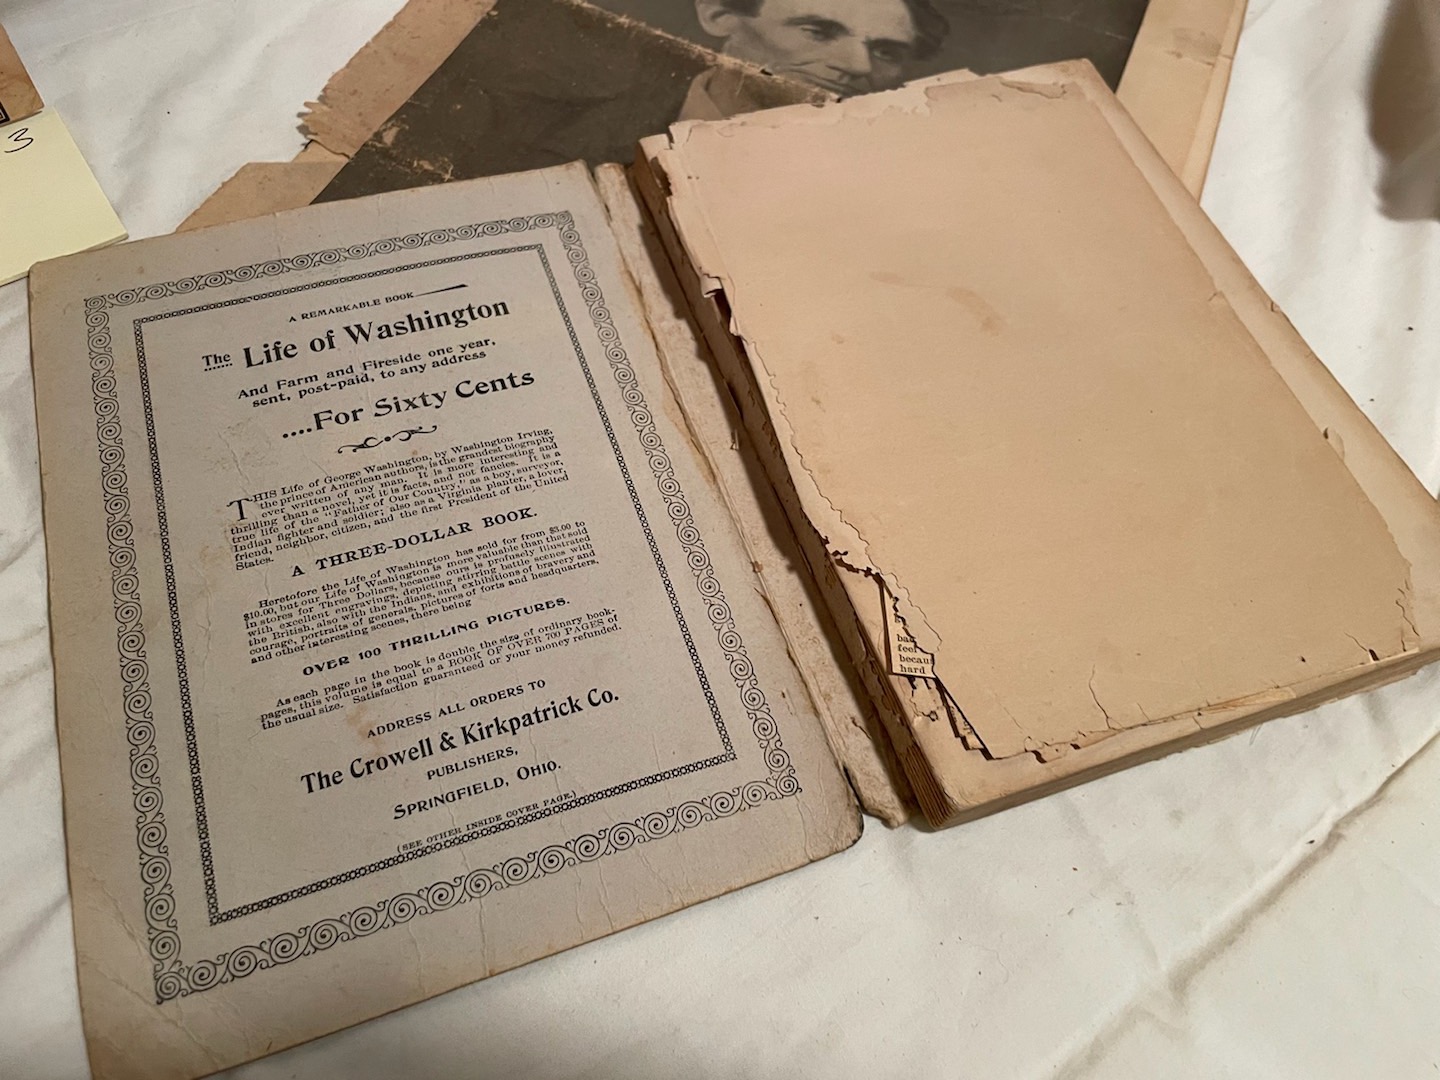 3
A REMARKABLE BOOK
The Life of Washington
And Farm and Fireside one year,
sent, post-paid, to any address
....For Sixty Cents
THIS Life of George Washington, by Washington Irving,
the prince of American authors, is the grandest biography
ever written of any man. It is more interesting and
thrilling than a novel, yet it is facts, and not fancies. It is a
true life of the "Father of Our Country," as a boy, surveyor,
Indian fighter and soldier; also as a Virginia planter, a lover,
friend, neighbor, citizen, and the first President of the United
States.
A THREE-DOLLAR BOOK.
Heretofore the Life of Washington has sold for from $3.00 to
$10.00, but our Life of Washington is more valuable than that sold
in stores for Three Dollars, because ours is profusely illustrated
with excellent engravings, depicting stirring battle scenes with
the British, also with the Indians, and exhibitions of bravery and
courage, portraits of generals, pictures of forts and headquarters,
and other interesting scenes, there being
OVER 100 THRILLING PICTURES.
As each page in the book is double the size of ordinary book-
pages, this volume is equal to a BOOK OF OVER 700 PAGES of
the usual size. Satisfaction guaranteed or your money refunded.
ADDRESS ALL ORDERS TO
The Crowell & Kirkpatrick Co.
PUBLISHERS,
SPRINGFIELD, OHIO.
(SEE OTHER INSIDE COVER PAGE.)
feel
becau
hard